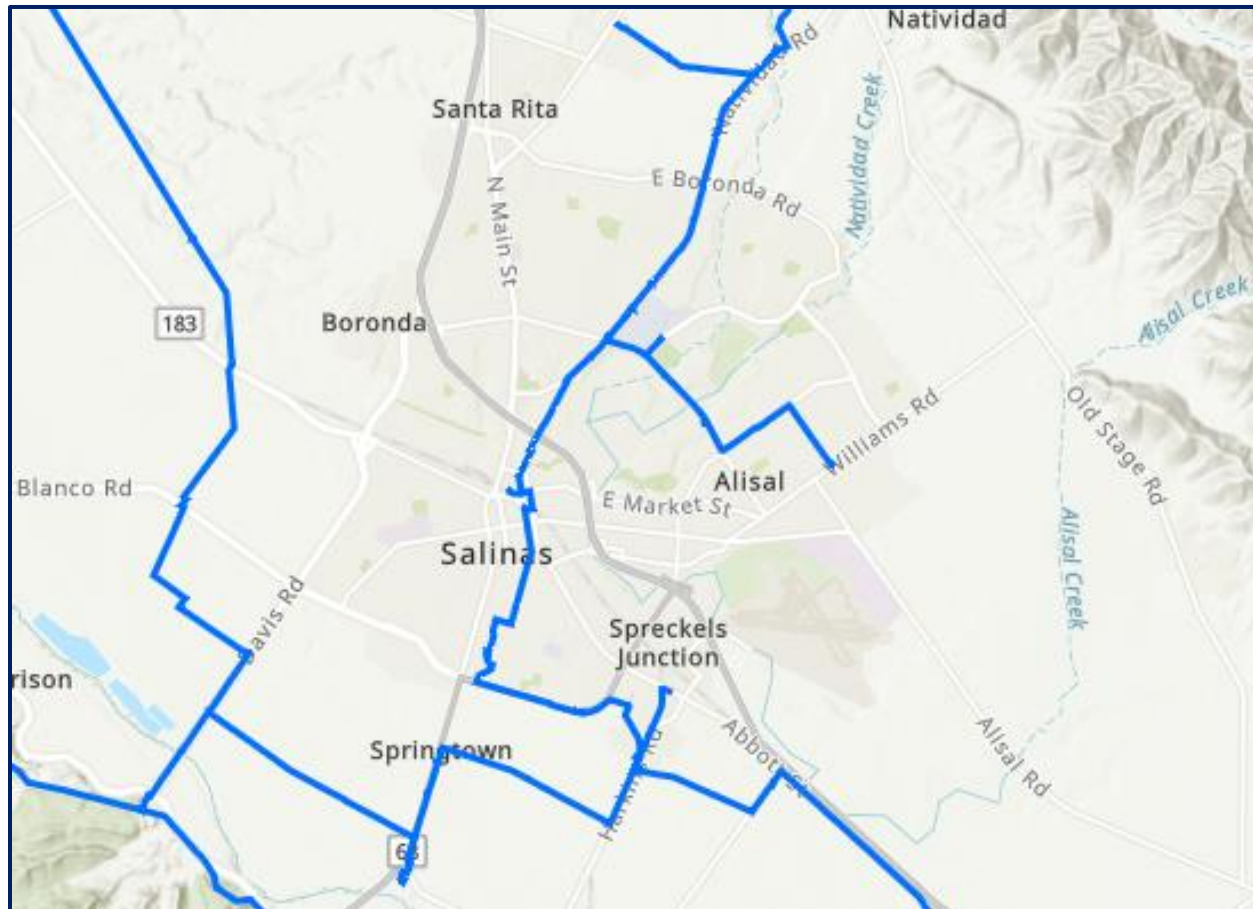 Natividad
Natividad Rd
Santa Rita
Natividad Creek
E Boronda Rd
N Main St
Alisal Creek
183
Boronda
Old Stage Rd
Williams Rd
Blanco Rd
Alisal
E Market St
Salinas
Alisal Creek
Davis Rd
Spreckels
Junction
rison
Springtown
Abbott St
Alisal Rd
Harkins Rd
68